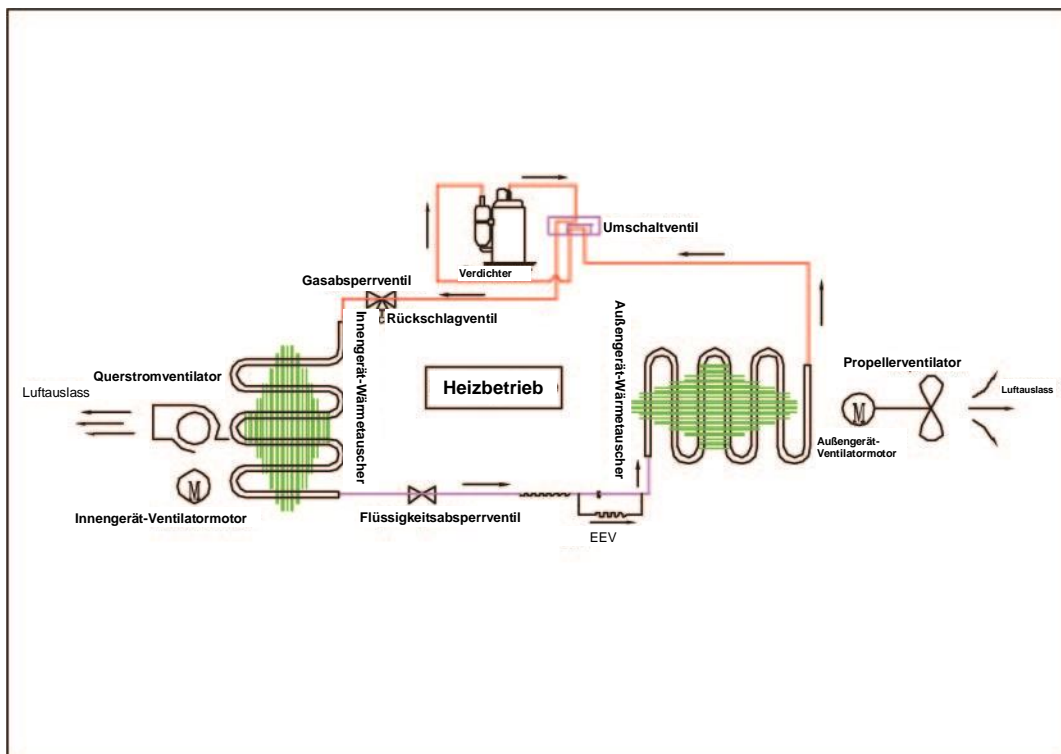 Umschaltventil
Verdichter
Gasabsperrventil
Rückschlagventil
Innengerät-Wärmetauscher
Außengerät-Wärmetauscher
Querstromventilator
Luftauslass
Heizbetrieb
Propellerventilator
Luftauslass
M
Außengerät-
Ventilatormotor
M
Innengerät-Ventilatormotor
Flüssigkeitsabsperrventil
EEV